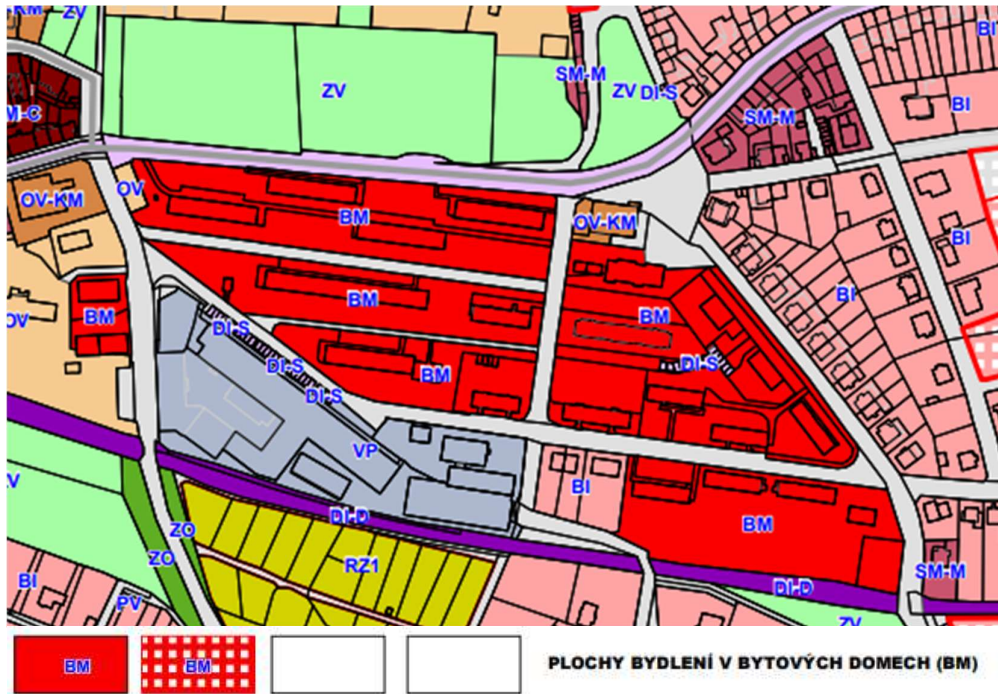 ZV
ZV
SM-M
ZV
DI-S
BI
SM-M
BI
M-C
OV-KM
OV
BM
OV-KM
BI
BM
BM
BI
OV
BM
DI-S
DI-S
DI-S
BM
DI-S
VP
BI
DI-D
BM
ZO
ZO
RZ1
BI
PV
DI-D
SM-M
ZV
BM
BM
PLOCHY BYDLENÍ V BYTOVÝCH DOMECH (BM)